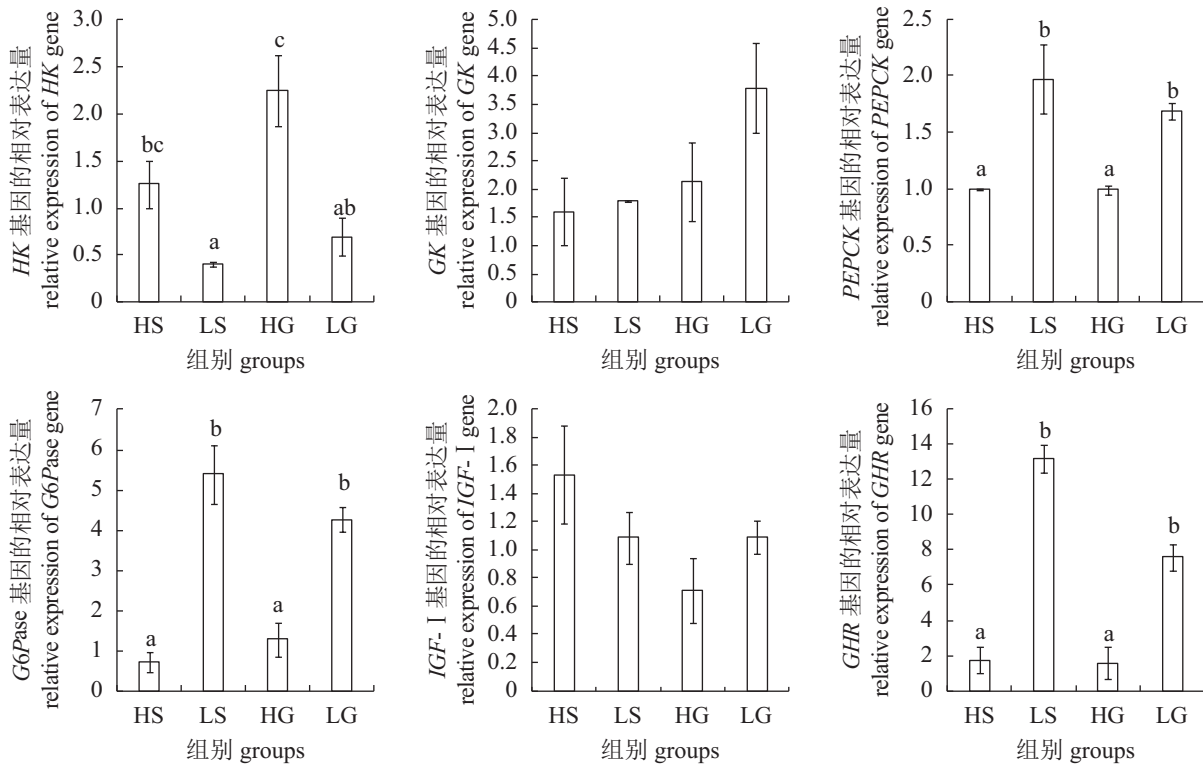 HK 基因的相对表达量
relative expression of HK gene
3.0
2.5
2.0
1.5
1.0
0.5
0
bc
a
c
ab
HS LS HG LG
组别 groups
GK 基因的相对表达量
relative expression of GK gene
5.0
4.5
4.0
3.5
3.0
2.5
2.0
1.5
1.0
0.5
0
HS LS HG LG
组别 groups
PEPCK 基因的相对表达量
relative expression of PEPCK gene
2.5
2.0
1.5
1.0
0.5
0
a
b
a
b
HS LS HG LG
组别 groups
G6Pase 基因的相对表达量
relative expression of G6Pase gene
7
6
5
4
3
2
1
0
a
b
a
b
HS LS HG LG
组别 groups
IGF-Ⅰ 基因的相对表达量
relative expression of IGF-Ⅰ gene
2.0
1.8
1.6
1.4
1.2
1.0
0.8
0.6
0.4
0.2
0
HS LS HG LG
组别 groups
GHR 基因的相对表达量
relative expression of GHR gene
16
14
12
10
8
6
4
2
0
a
b
a
b
HS LS HG LG
组别 groups